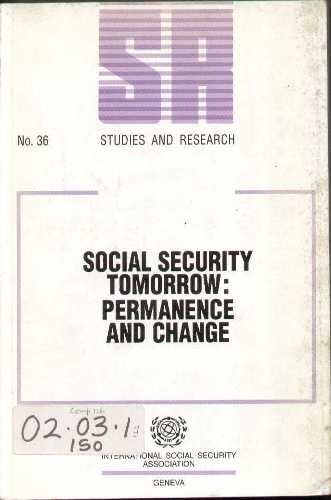 SR
No. 36 STUDIES AND RESEARCH
SOCIAL SECURITY
TOMORROW:
PERMANENCE
AND CHANGE
02.03.1
ISO
INTERNATIONAL SOCIAL SECURITY
ASSOCIATION
GENEVA